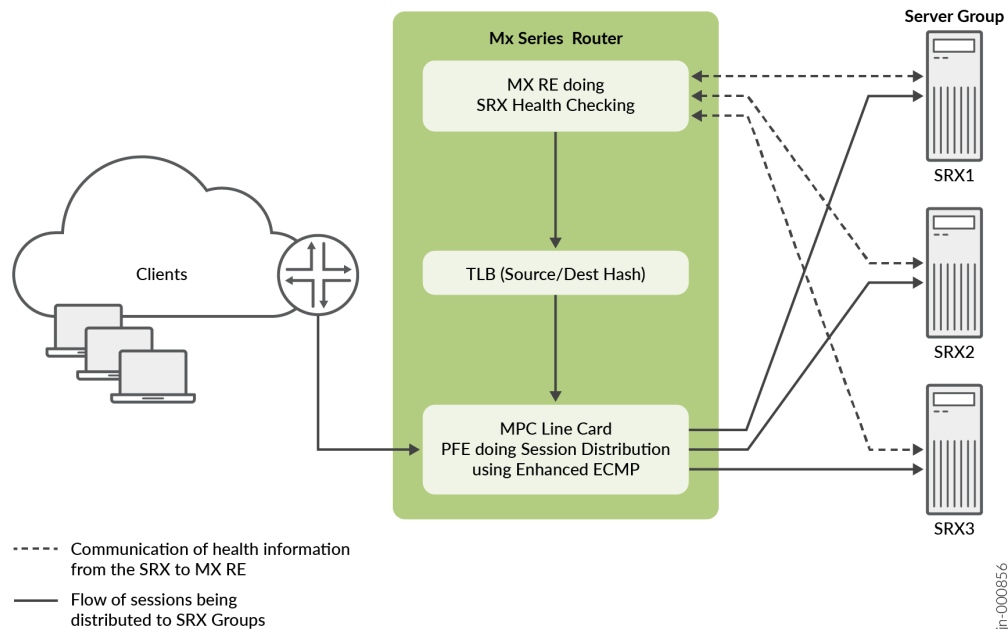 Server Group
Mx Series Router
MX RE doing
SRX Health Checking
SRX1
Clients
TLB (Source/Dest Hash)
SRX2
MPC Line Card
PFE doing Session Distribution
using Enhanced ECMP
SRX3
Communication of health information
from the SRX to MX RE
Flow of sessions being
distributed to SRX Groups
jn-000856